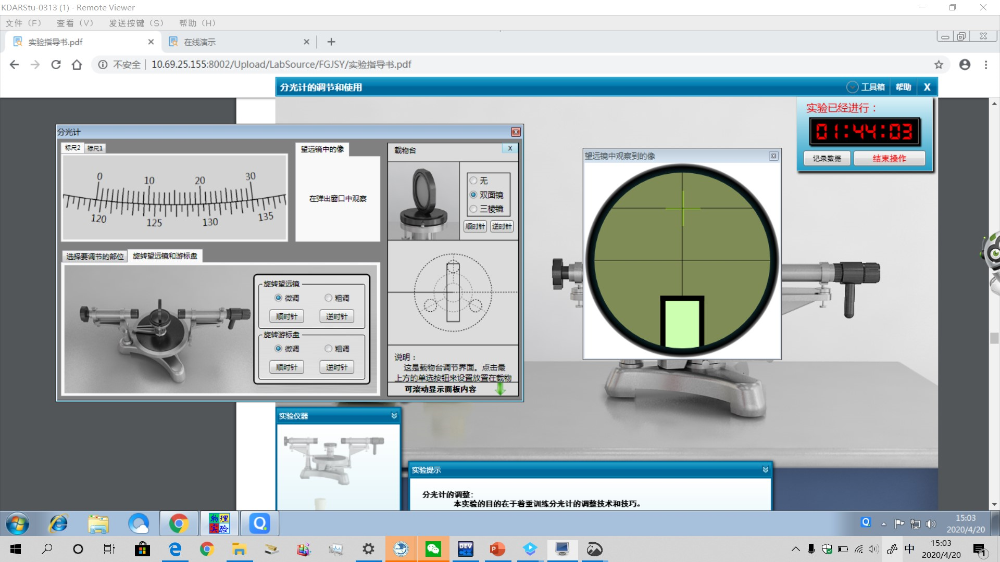 KDARStu-0313 (1) - Remote Viewer
文件（F） 查看（V） 发送按键（S） 帮助（H）
实验指导书.pdf 在线演示
不安全 10.69.25.155:8002/Upload/LabSource/FGJSY/实验指导书.pdf
分光计的调节和使用 工具箱 帮助 X
实验已经进行：
01:44:03
记录数据 结束操作
分光计
标尺2 标尺1
0 10 20 30
120 125 130 135
望远镜中的像
在弹出窗口中观察
载物台 X
无
双面镜
三棱镜
顺时针 逆时针
望远镜中观察到的像
选择要调节的部位 旋转望远镜和游标盘
旋转望远镜
微调 粗调
顺时针 逆时针
旋转游标盘
微调 粗调
顺时针 逆时针
说明：
这是载物台调节界面。点击最
上方的单选按钮来设置放置在载物
可滚动显示面板内容
实验仪器
实验提示
分光计的调整:
本实验的目的在于着重训练分光计的调整技术和技巧。
物理
实验
15:03
2020/4/20
DEV
C++
中
15:03
2020/4/20
1